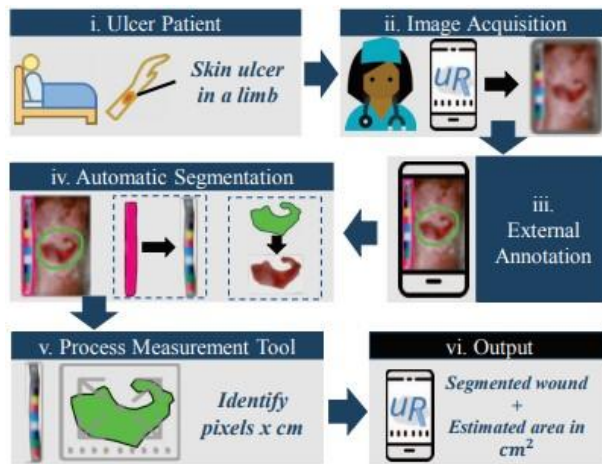 i. Ulcer Patient
Skin ulcer
in a limb
ii. Image Acquisition
uR
iii.
External
Annotation
iv. Automatic Segmentation
v. Process Measurement Tool
Identify
pixels x cm
vi. Output
uR
Segmented wound
+
Estimated area in
cm²